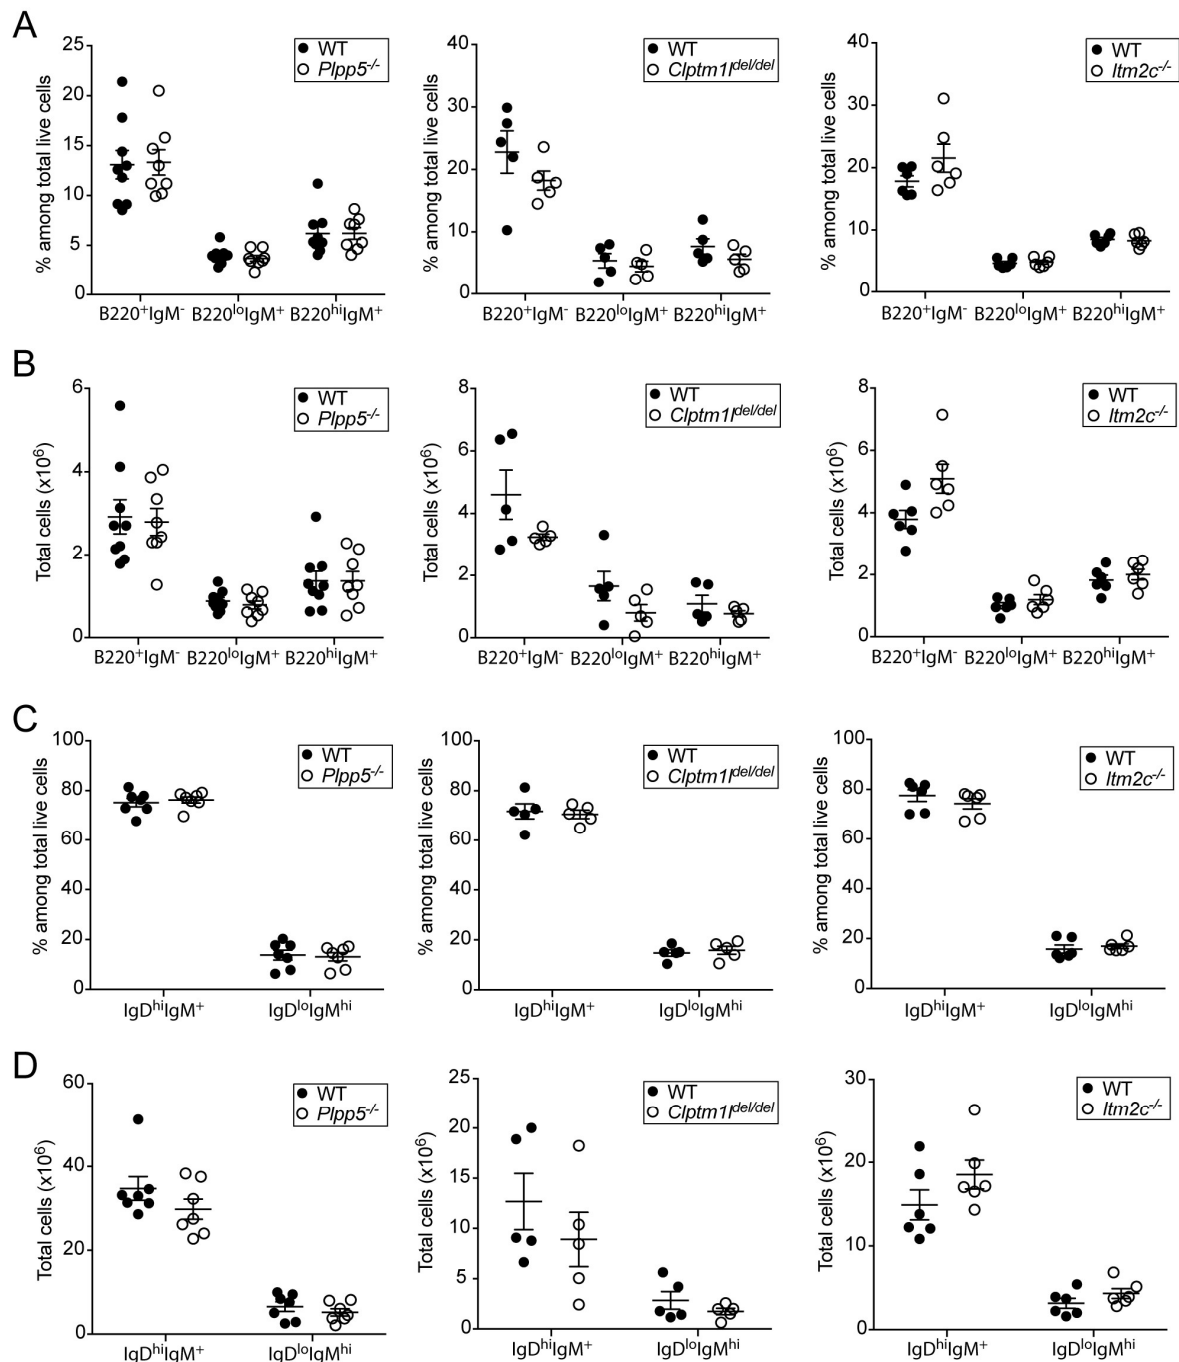 A
% among total live cells
25
20
15
10
5
0
WT
Plpp5-/-
B220+IgM- B220loIgM+ B220hiIgM+
% among total live cells
40
30
20
10
0
WT
Clptm1ldel/del
B220+IgM- B220loIgM+ B220hiIgM+
% among total live cells
40
30
20
10
0
WT
Itm2c-/-
B220+IgM- B220loIgM+ B220hiIgM+
B
Total cells (x10⁶)
6
4
2
0
WT
Plpp5-/-
B220+IgM- B220loIgM+ B220hiIgM+
Total cells (x10⁶)
8
6
4
2
0
WT
Clptm1ldel/del
B220+IgM- B220loIgM+ B220hiIgM+
Total cells (x10⁶)
8
6
4
2
0
WT
Itm2c-/-
B220+IgM- B220loIgM+ B220hiIgM+
C
% among total live cells
100
80
60
40
20
0
WT
Plpp5-/-
IgDhiIgM+ IgDloIgMhi
% among total live cells
100
80
60
40
20
0
WT
Clptm1ldel/del
IgDhiIgM+ IgDloIgMhi
% among total live cells
100
80
60
40
20
0
WT
Itm2c-/-
IgDhiIgM+ IgDloIgMhi
D
Total cells (x10⁶)
60
40
20
0
WT
Plpp5-/-
IgDhiIgM+ IgDloIgMhi
Total cells (x10⁶)
25
20
15
10
5
0
WT
Clptm1ldel/del
IgDhiIgM+ IgDloIgMhi
Total cells (x10⁶)
30
20
10
0
WT
Itm2c-/-
IgDhiIgM+ IgDloIgMhi